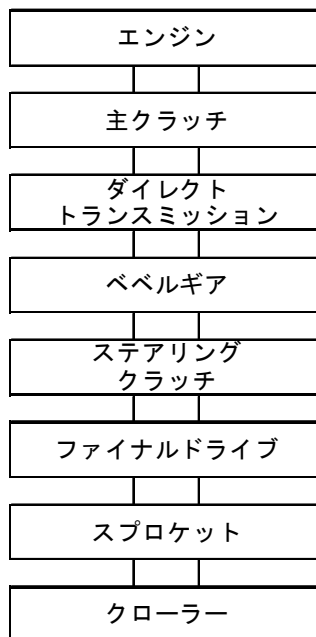 エンジン
主クラッチ
ダイレクト
トランスミッション
ベベルギア
ステアリング
クラッチ
ファイナルドライブ
スプロケット
クローラー